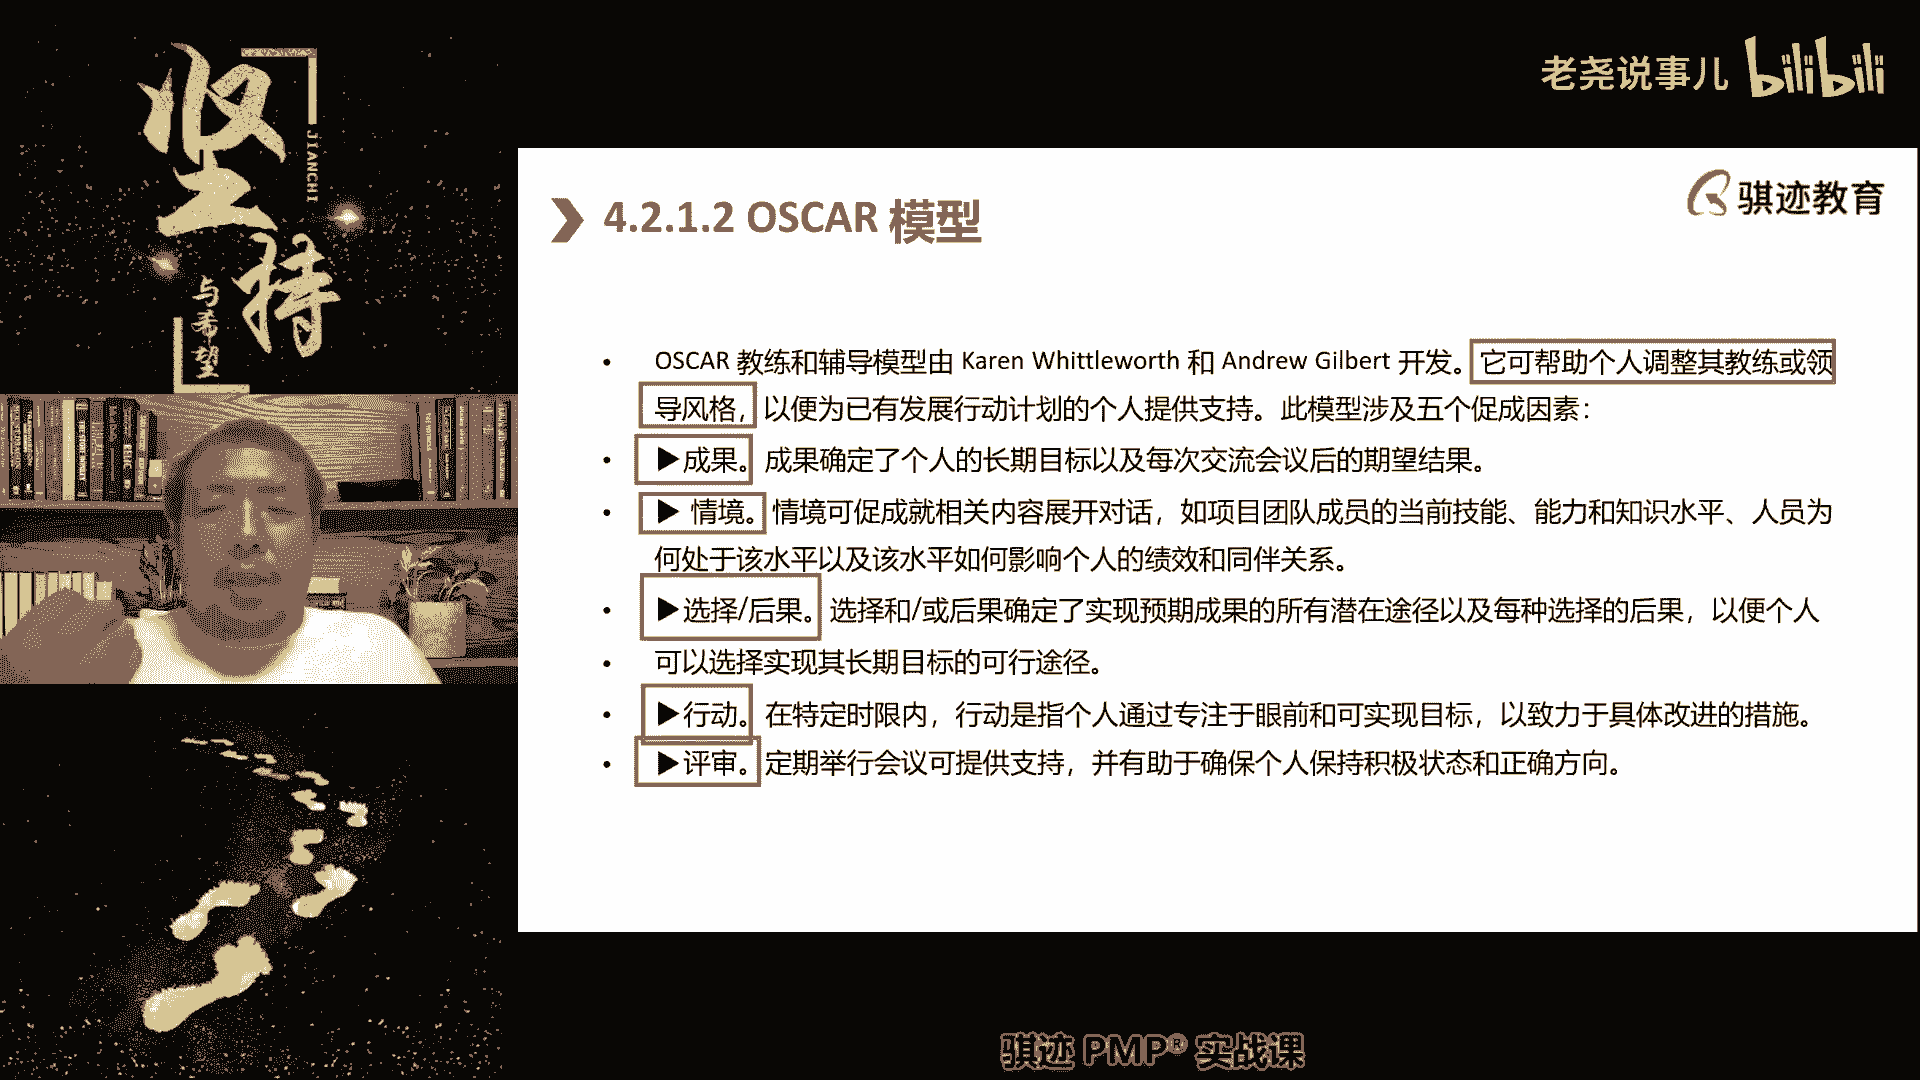 坚持
JIANCHI
与希望
老尧说事儿 bilibili
骐迹教育
4.2.1.2 OSCAR 模型
• OSCAR 教练和辅导模型由 Karen Whittleworth 和 Andrew Gilbert 开发。它可帮助个人调整其教练或领
导风格，以便为已有发展行动计划的个人提供支持。此模型涉及五个促成因素：
• ▶成果。成果确定了个人的长期目标以及每次交流会议后的期望结果。
• ▶ 情境。情境可促成就相关内容展开对话，如项目团队成员的当前技能、能力和知识水平、人员为
何处于该水平以及该水平如何影响个人的绩效和同伴关系。
• ▶选择/后果。选择和/或后果确定了实现预期成果的所有潜在途径以及每种选择的后果，以便个人
• 可以选择实现其长期目标的可行途径。
• ▶行动。在特定时限内，行动是指个人通过专注于眼前和可实现目标，以致力于具体改进的措施。
• ▶评审。定期举行会议可提供支持，并有助于确保个人保持积极状态和正确方向。
骐迹 PMP® 实战课